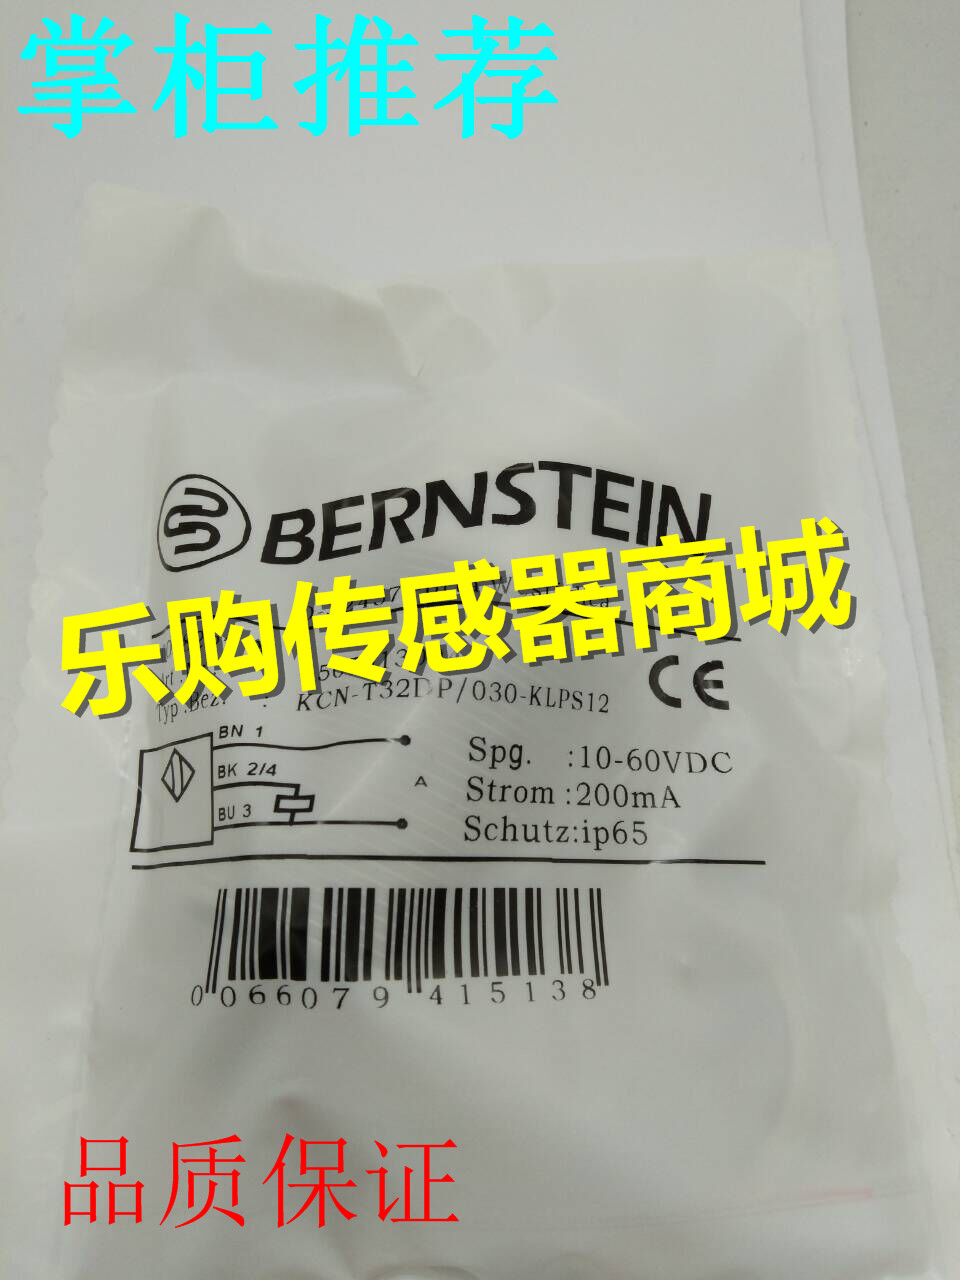 掌柜推荐
BERNSTEIN
乐购传感器商城
Typ.Bez. : KCN-T32DP/030-KLPS12
CE
BN 1
BK 2/4
BU 3
A
Spg. :10-60VDC
Strom :200mA
Schutz:ip65
0 066079 415138
品质保证